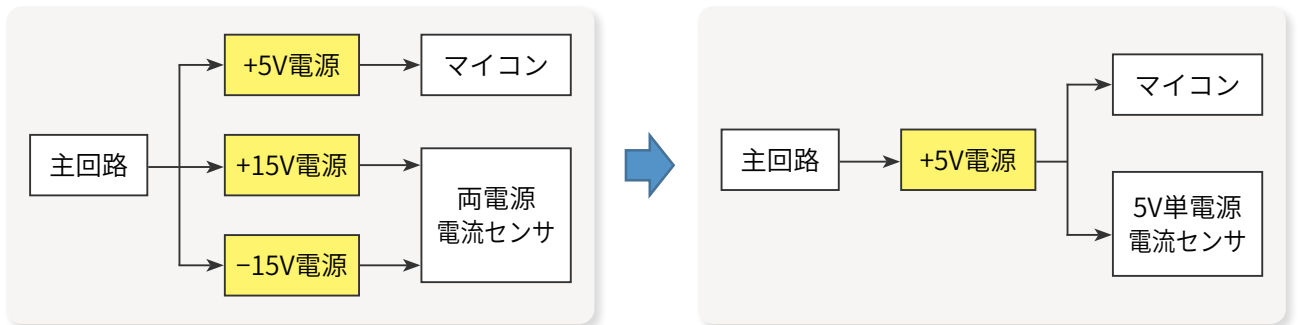 主回路
+5V電源
マイコン
+15V電源
−15V電源
両電源
電流センサ
主回路
+5V電源
マイコン
5V単電源
電流センサ